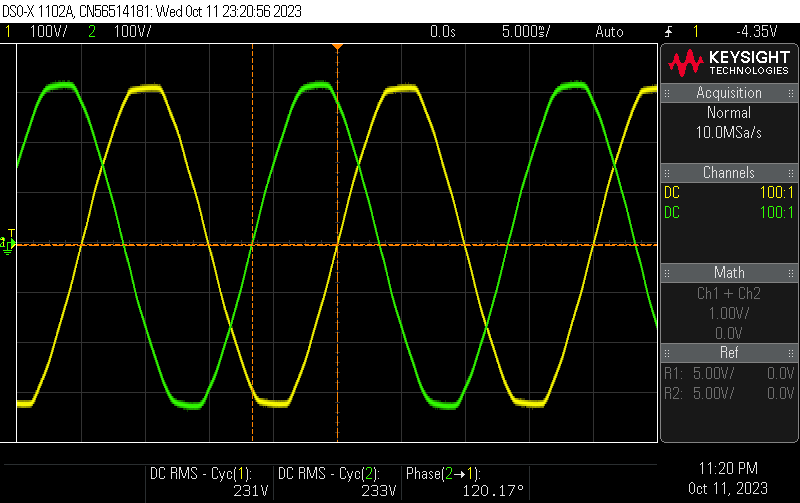 DSO-X 1102A, CN56514181: Wed Oct 11 23:20:56 2023
1 100V/ 2 100V/ 0.0s 5.000ms/ Auto 1 -4.35V
KEYSIGHT
TECHNOLOGIES
Acquisition
Normal
10.0MSa/s
Channels
DC 100:1
DC 100:1
Math
Ch1 + Ch2
1.00V/
0.0V
Ref
R1: 5.00V/ 0.0V
R2: 5.00V/ 0.0V
T
DC RMS - Cyc(1): DC RMS - Cyc(2): Phase(2→1):
231V 233V 120.17°
11:20 PM
Oct 11, 2023